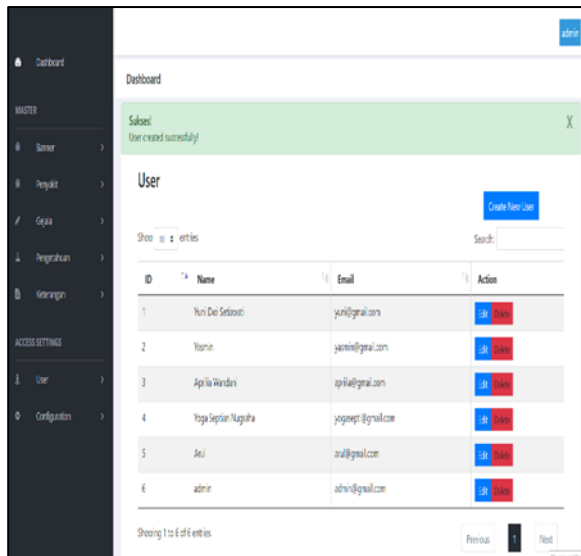 admin
Dashboard
Dashboard
MASTER
Sukses!
User created successfully!
X
Banner
Penyakit
Gejala
Pengetahuan
Keterangan
ACCESS SETTINGS
User
Configuration
User
Create New User
Show 10 entries
Search:
ID Name Email Action
1 Yuni Dwi Setiawati yuni@gmail.com Edit Delete
2 Yasmin yasmin@gmail.com Edit Delete
3 Aprilia Wandani aprilia@gmail.com Edit Delete
4 Yoga Septian Nugraha yogasept@gmail.com Edit Delete
5 Arul arul@gmail.com Edit Delete
6 admin admin@gmail.com Edit Delete
Showing 1 to 6 of 6 entries
Previous 1 Next